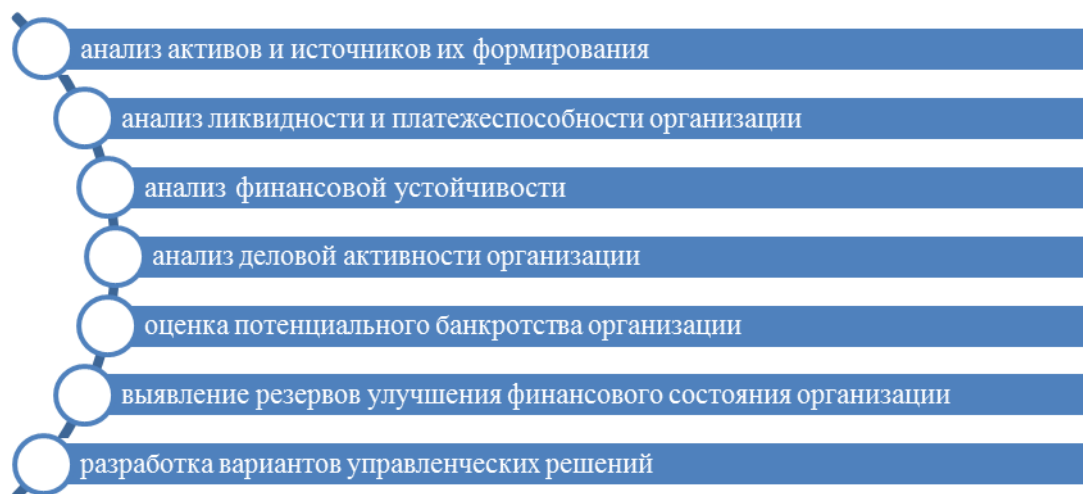 анализ активов и источников их формирования
анализ ликвидности и платежеспособности организации
анализ финансовой устойчивости
анализ деловой активности организации
оценка потенциального банкротства организации
выявление резервов улучшения финансового состояния организации
разработка вариантов управленческих решений